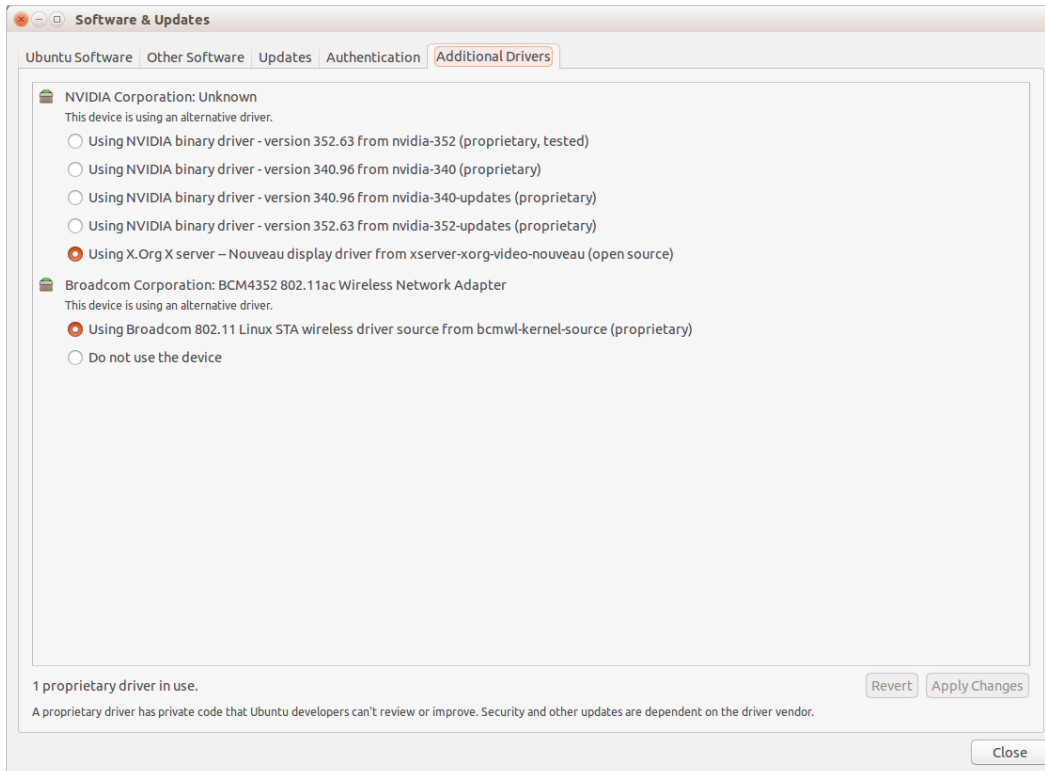 Software & Updates
Ubuntu Software Other Software Updates Authentication Additional Drivers
NVIDIA Corporation: Unknown
This device is using an alternative driver.
Using NVIDIA binary driver - version 352.63 from nvidia-352 (proprietary, tested)
Using NVIDIA binary driver - version 340.96 from nvidia-340 (proprietary)
Using NVIDIA binary driver - version 340.96 from nvidia-340-updates (proprietary)
Using NVIDIA binary driver - version 352.63 from nvidia-352-updates (proprietary)
Using X.Org X server -- Nouveau display driver from xserver-xorg-video-nouveau (open source)
Broadcom Corporation: BCM4352 802.11ac Wireless Network Adapter
This device is using an alternative driver.
Using Broadcom 802.11 Linux STA wireless driver source from bcmwl-kernel-source (proprietary)
Do not use the device
1 proprietary driver in use. Revert Apply Changes
A proprietary driver has private code that Ubuntu developers can't review or improve. Security and other updates are dependent on the driver vendor.
Close